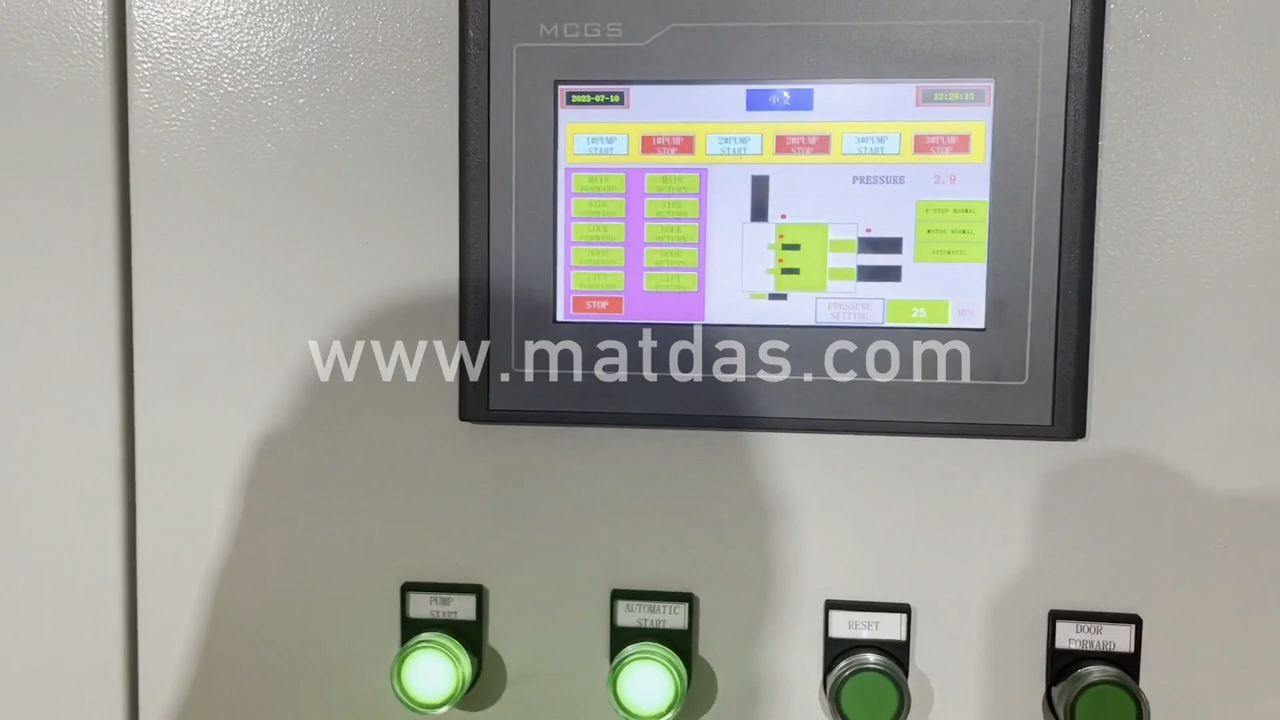 MCGS
2023-07-10
中文
12:29:13
1#PUMP START
1#PUMP STOP
2#PUMP START
2#PUMP STOP
3#PUMP START
3#PUMP STOP
MAIN FORWARD
MAIN RETURN
SIDE FORWARD
SIDE RETURN
LOCK FORWARD
LOCK RETURN
DOOR FORWARD
DOOR RETURN
LIFT FORWARD
LIFT RETURN
STOP
PRESSURE 2.9
E-STOP NORMAL
MOTOR NORMAL
AUTOMATIC
PRESSURE SETTING
25
MPA
www.matdas.com
PUMP START
AUTOMATIC START
RESET
DOOR FORWARD